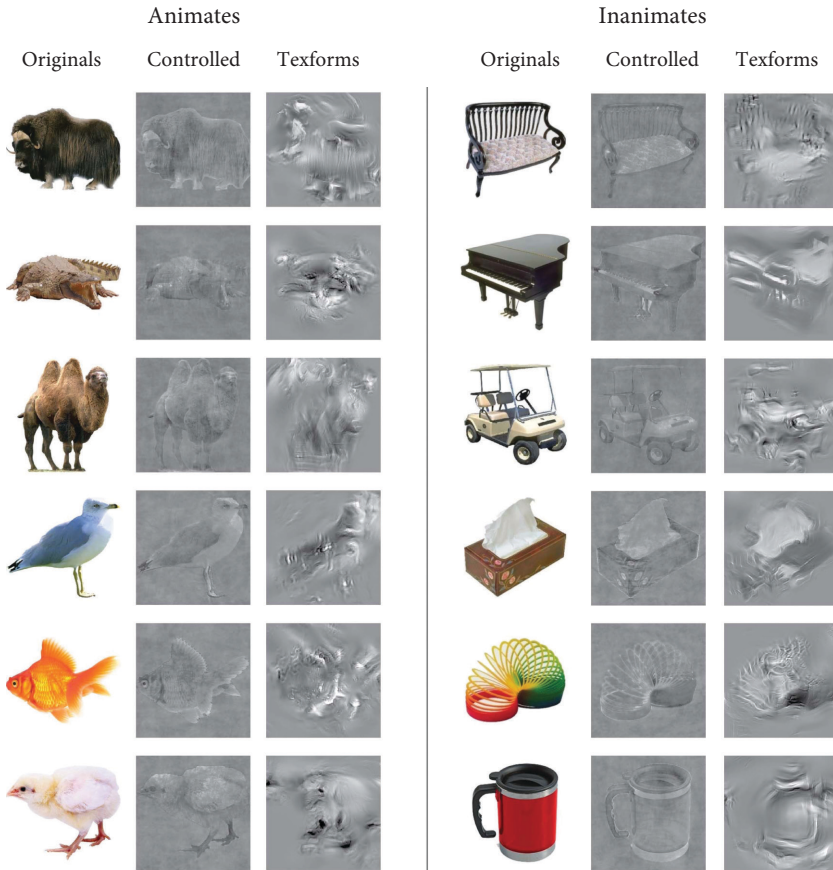 Animates
Inanimates
Originals Controlled Texforms
Originals Controlled Texforms